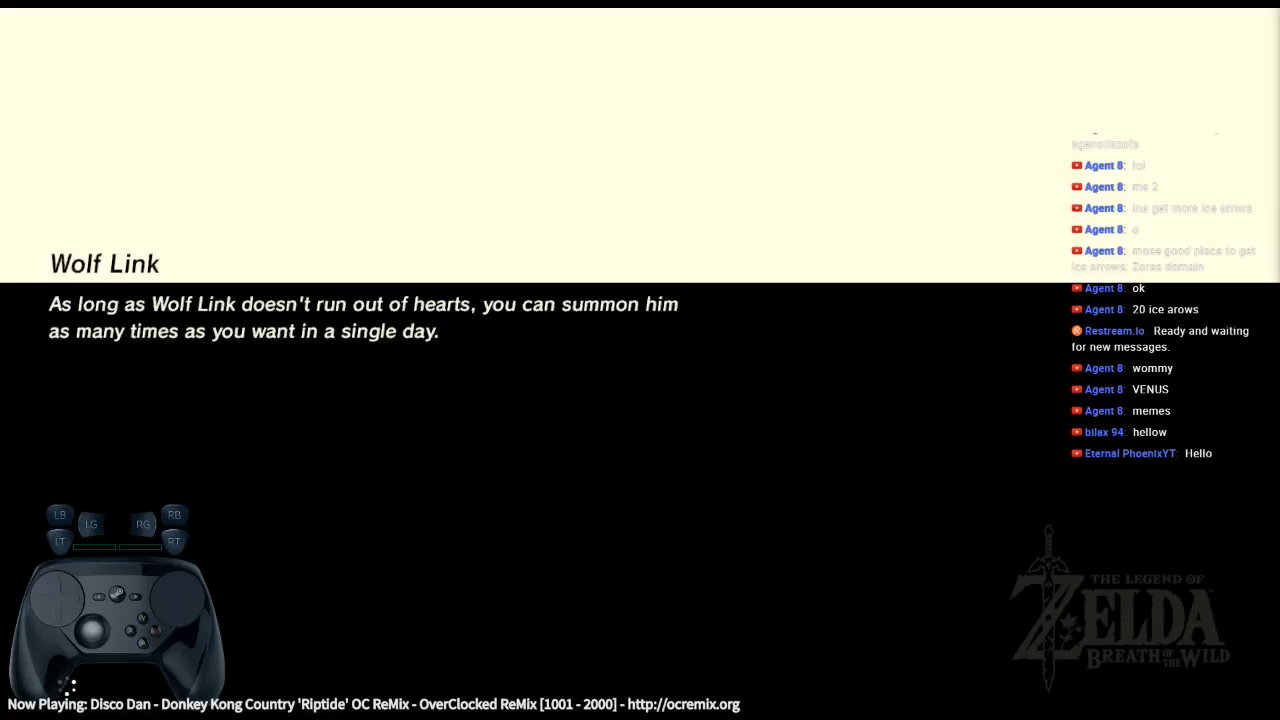 agenstlazofs
Agent 8: lol
Agent 8: me 2
Agent 8: ina get more ice arrws
Agent 8: o
Agent 8: mose good place to get
ice arrows: Zoras domain
Wolf Link
As long as Wolf Link doesn't run out of hearts, you can summon him
as many times as you want in a single day.
Agent 8: ok
Agent 8: 20 ice arows
Restream.io: Ready and waiting
for new messages.
Agent 8: wommy
Agent 8: VENUS
Agent 8: memes
bilax 94: hellow
Eternal PhoenixYT: Hello
LB
LG
RG
RB
LT
RT
Y
X
B
A
THE LEGEND OF
ZELDA
BREATH OF THE WILD
Now Playing: Disco Dan - Donkey Kong Country 'Riptide' OC ReMix - OverClocked ReMix [1001 - 2000] - http://ocremix.org